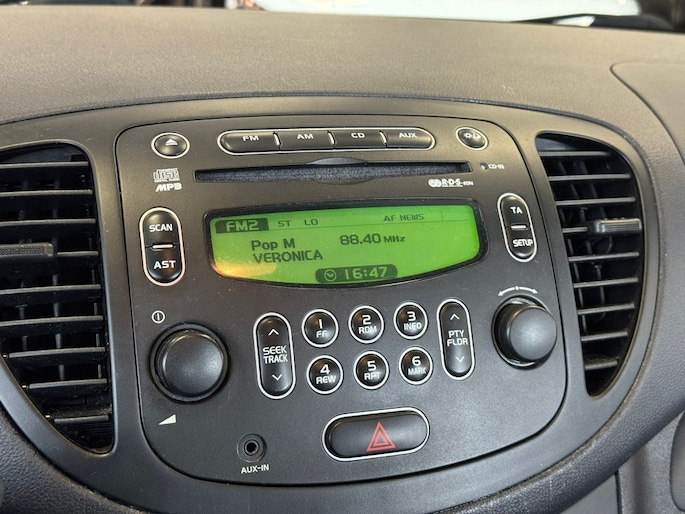 FM AM CD AUX
CD-IN
disc
MP3
R·D·S EON
SCAN
AST
TA
SETUP
FM2 ST LO AF NEWS
Pop M 88.40 MHz
VERONICA
16:47
SEEK
TRACK
1
FF
2
RDM
3
INFO
4
REW
5
RPT
6
MARK
PTY
FLDR
AUX-IN